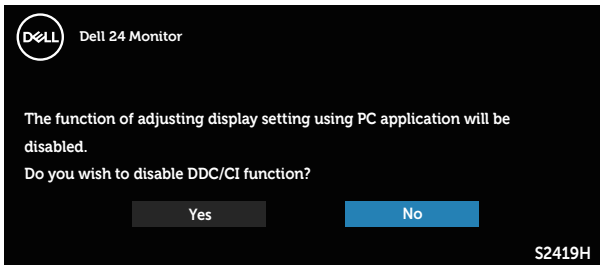 DELL
Dell 24 Monitor
The function of adjusting display setting using PC application will be
disabled.
Do you wish to disable DDC/CI function?
Yes
No
S2419H